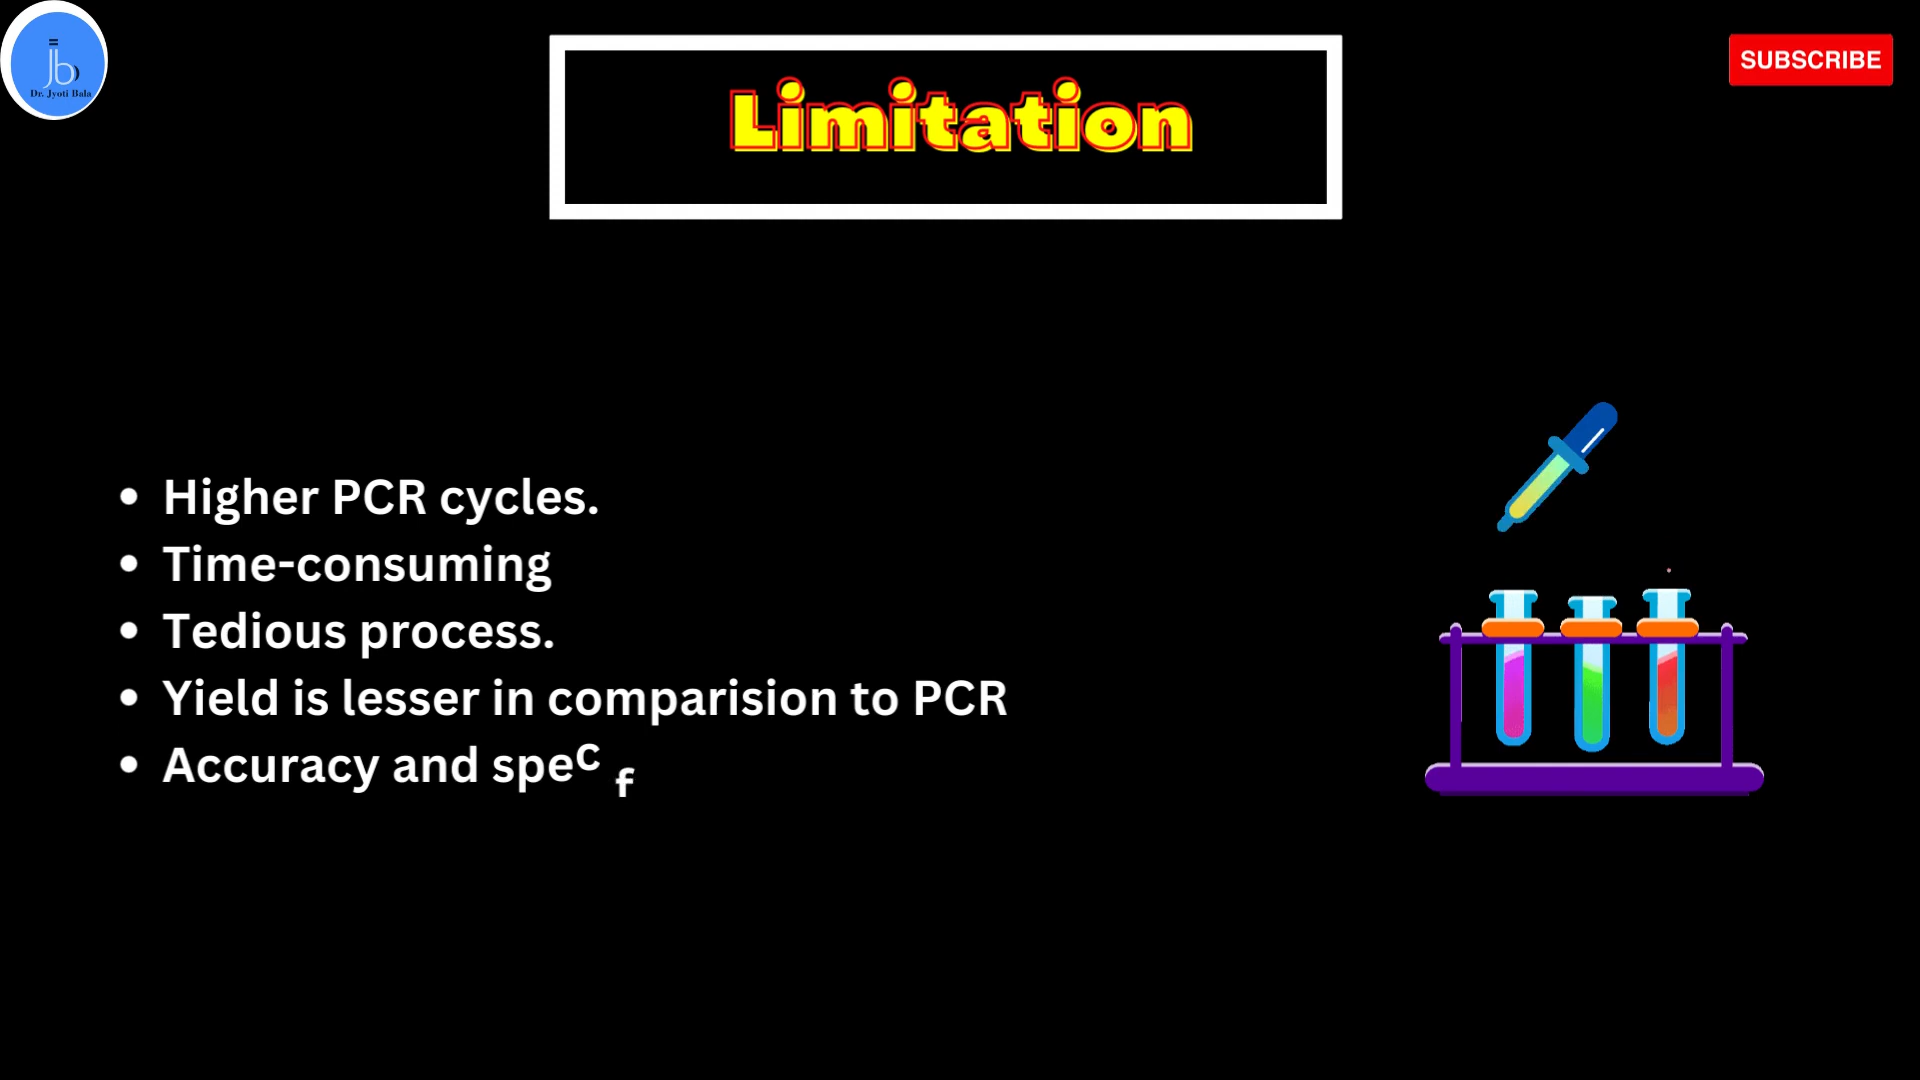 Dr. Jyoti Bala
Limitation
SUBSCRIBE
Higher PCR cycles.
Time-consuming
Tedious process.
Yield is lesser in comparision to PCR
Accuracy and spec f